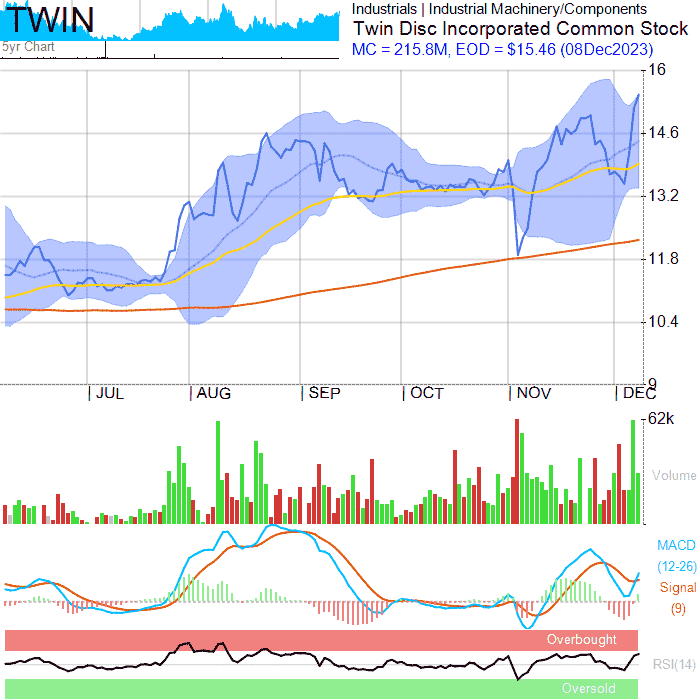 TWIN
5yr Chart
Industrials | Industrial Machinery/Components
Twin Disc Incorporated Common Stock
MC = 215.8M, EOD = $15.46 (08Dec2023)
16
14.6
13.2
11.8
10.4
9
JUL AUG SEP OCT NOV DEC
62k
Volume
MACD
(12-26)
Signal
(9)
Overbought
RSI(14)
Oversold